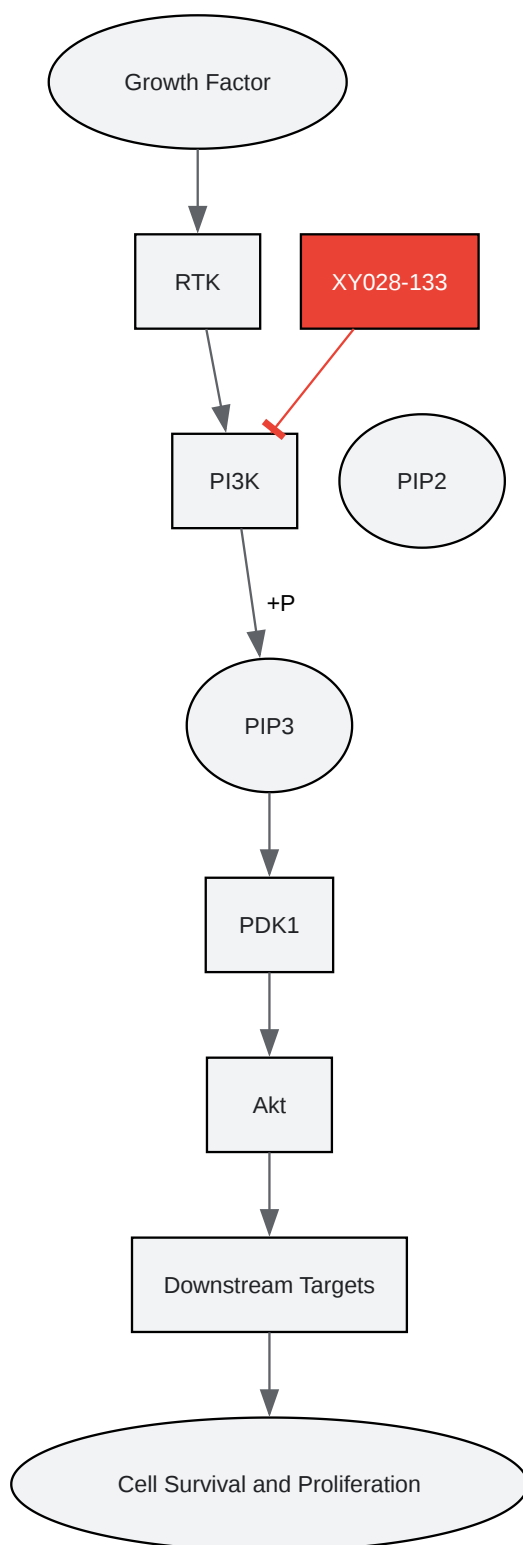 Growth Factor
RTK
XY028-133
PI3K
PIP2
+P
PIP3
PDK1
Akt
Downstream Targets
Cell Survival and Proliferation